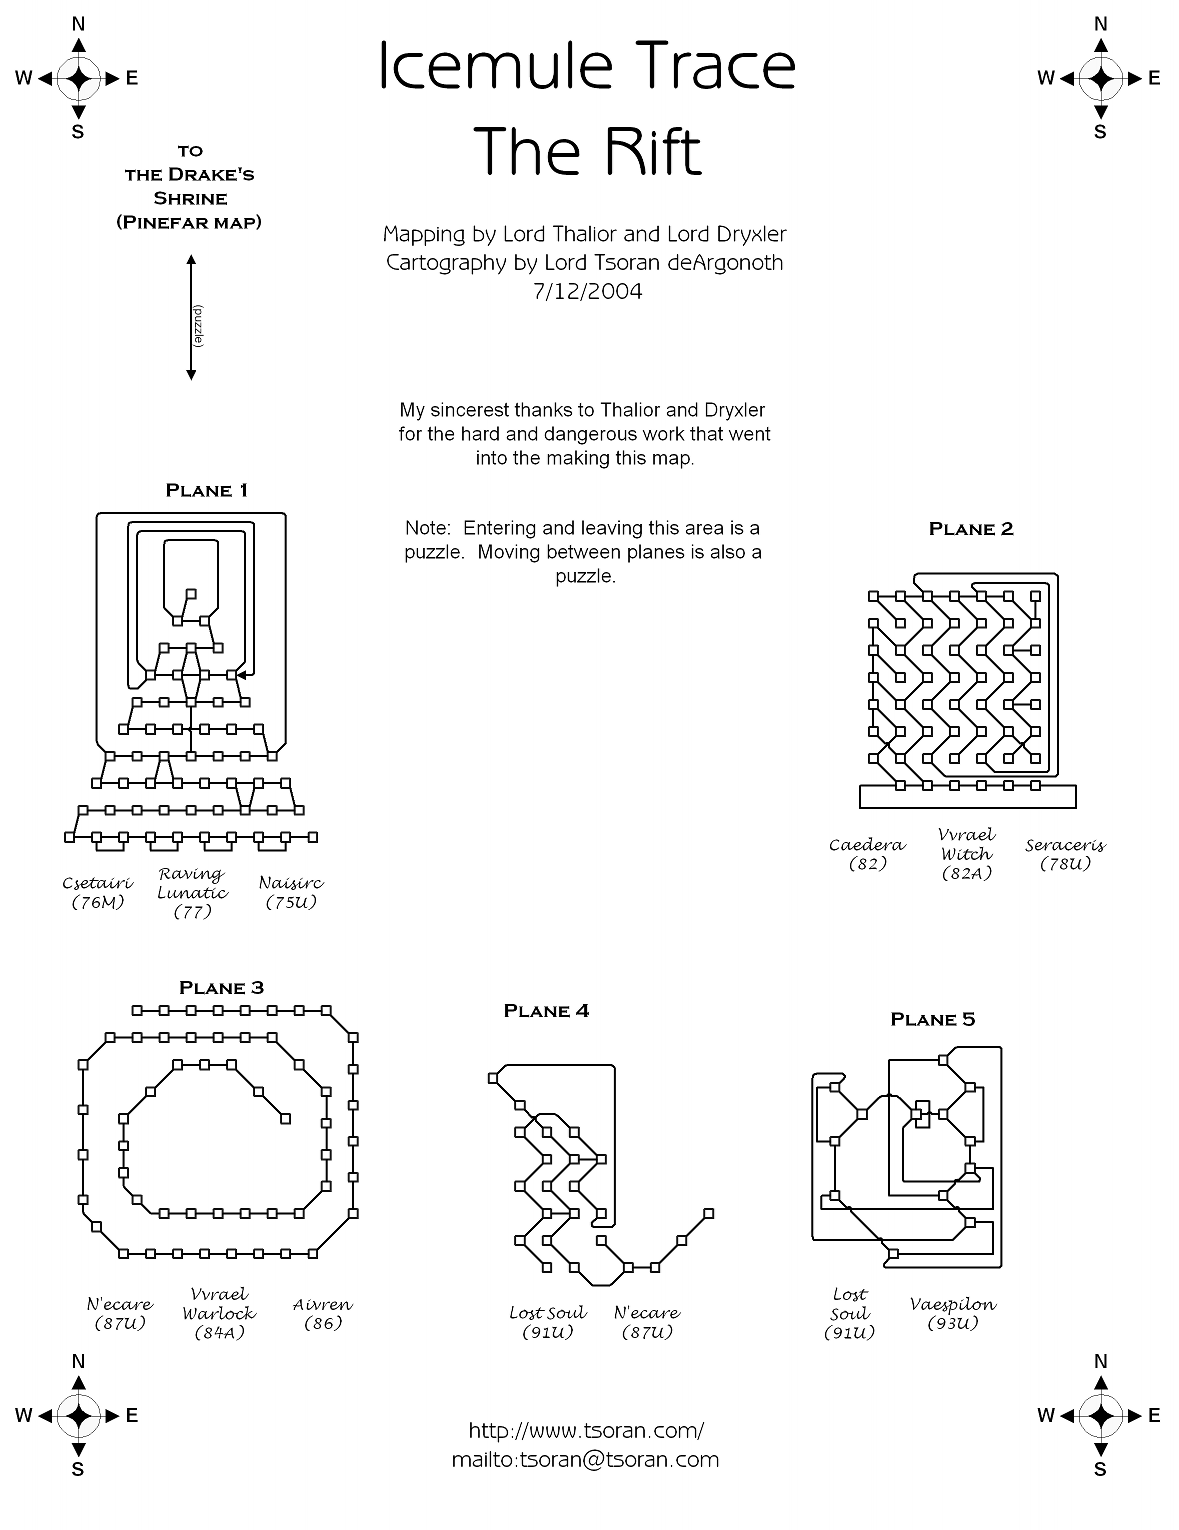 N
W E
S
N
W E
S
Icemule Trace
The Rift
TO
THE DRAKE'S
SHRINE
(PINEFAR MAP)
(puzzle)
Mapping by Lord Thalior and Lord Dryxler
Cartography by Lord Tsoran deArgonoth
7/12/2004
My sincerest thanks to Thalior and Dryxler
for the hard and dangerous work that went
into the making this map.
Note: Entering and leaving this area is a
puzzle. Moving between planes is also a
puzzle.
PLANE 1
Csetairi
(76M)
Raving
Lunatic
(77)
Naisirc
(75U)
PLANE 2
Caedera
(82)
Vvrael
Witch
(82A)
Seraceris
(78U)
PLANE 3
N'ecare
(87U)
Vvrael
Warlock
(84A)
Aivren
(86)
PLANE 4
Lost Soul
(91U)
N'ecare
(87U)
PLANE 5
Lost
Soul
(91U)
Vaespilon
(93U)
N
W E
S
N
W E
S
http://www.tsoran.com/
mailto:tsoran@tsoran.com